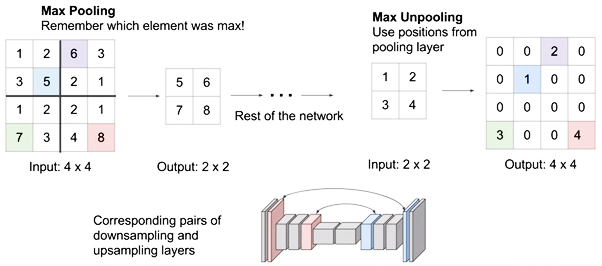 Max Pooling
Remember which element was max!
1 2 6 3
3 5 2 1
1 2 2 1
7 3 4 8
Input: 4 x 4
5 6
7 8
Output: 2 x 2
• • •
Rest of the network
Max Unpooling
Use positions from
pooling layer
1 2
3 4
Input: 2 x 2
0 0 2 0
0 1 0 0
0 0 0 0
3 0 0 4
Output: 4 x 4
Corresponding pairs of
downsampling and
upsampling layers